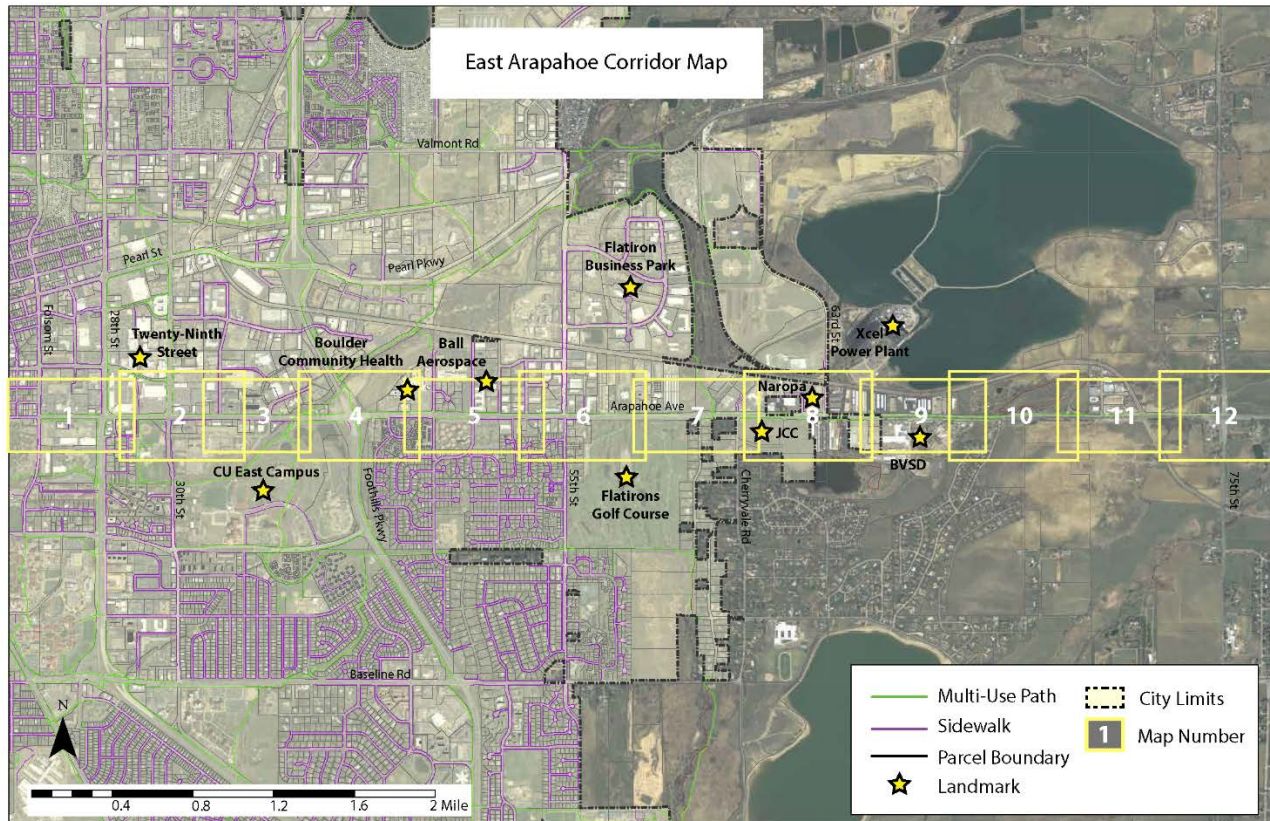 East Arapahoe Corridor Map
Valmont Rd
Pearl St
Pearl Pkwy
Flatiron
Business Park
Folsom St
28th St
Twenty-Ninth
Street
Boulder
Community Health
Ball
Aerospace
63rd St
Xcel
Power Plant
Naropa
Arapahoe Ave
1
2
3
4
5
6
7
8
9
10
11
12
JCC
BVSD
CU East Campus
30th St
Foothills Pkwy
55th St
Flatirons
Golf Course
Cherryvale Rd
75th St
Baseline Rd
N
0.4
0.8
1.2
1.6
2 Mile
Multi-Use Path
Sidewalk
Parcel Boundary
Landmark
City Limits
1
Map Number